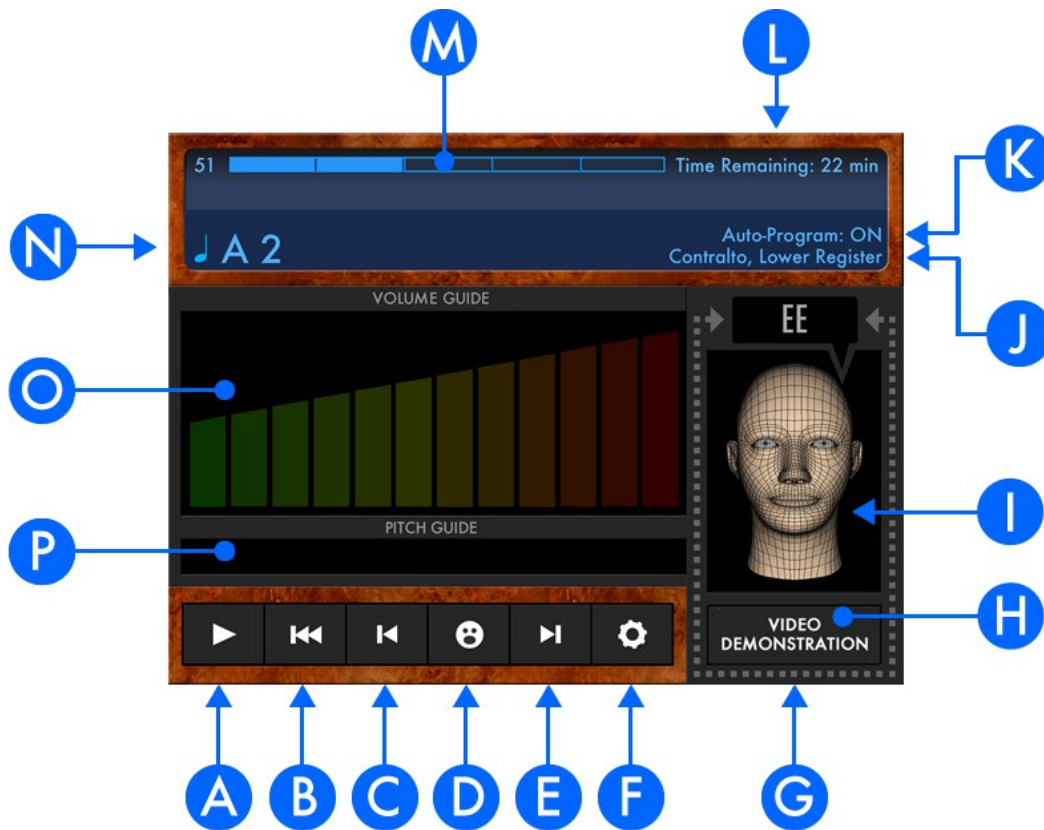 M
L
K
51
Time Remaining: 22 min
N
A 2
Auto-Program: ON
Contralto, Lower Register
J
VOLUME GUIDE
EE
O
I
PITCH GUIDE
P
H
VIDEO
DEMONSTRATION
A
B
C
D
E
F
G